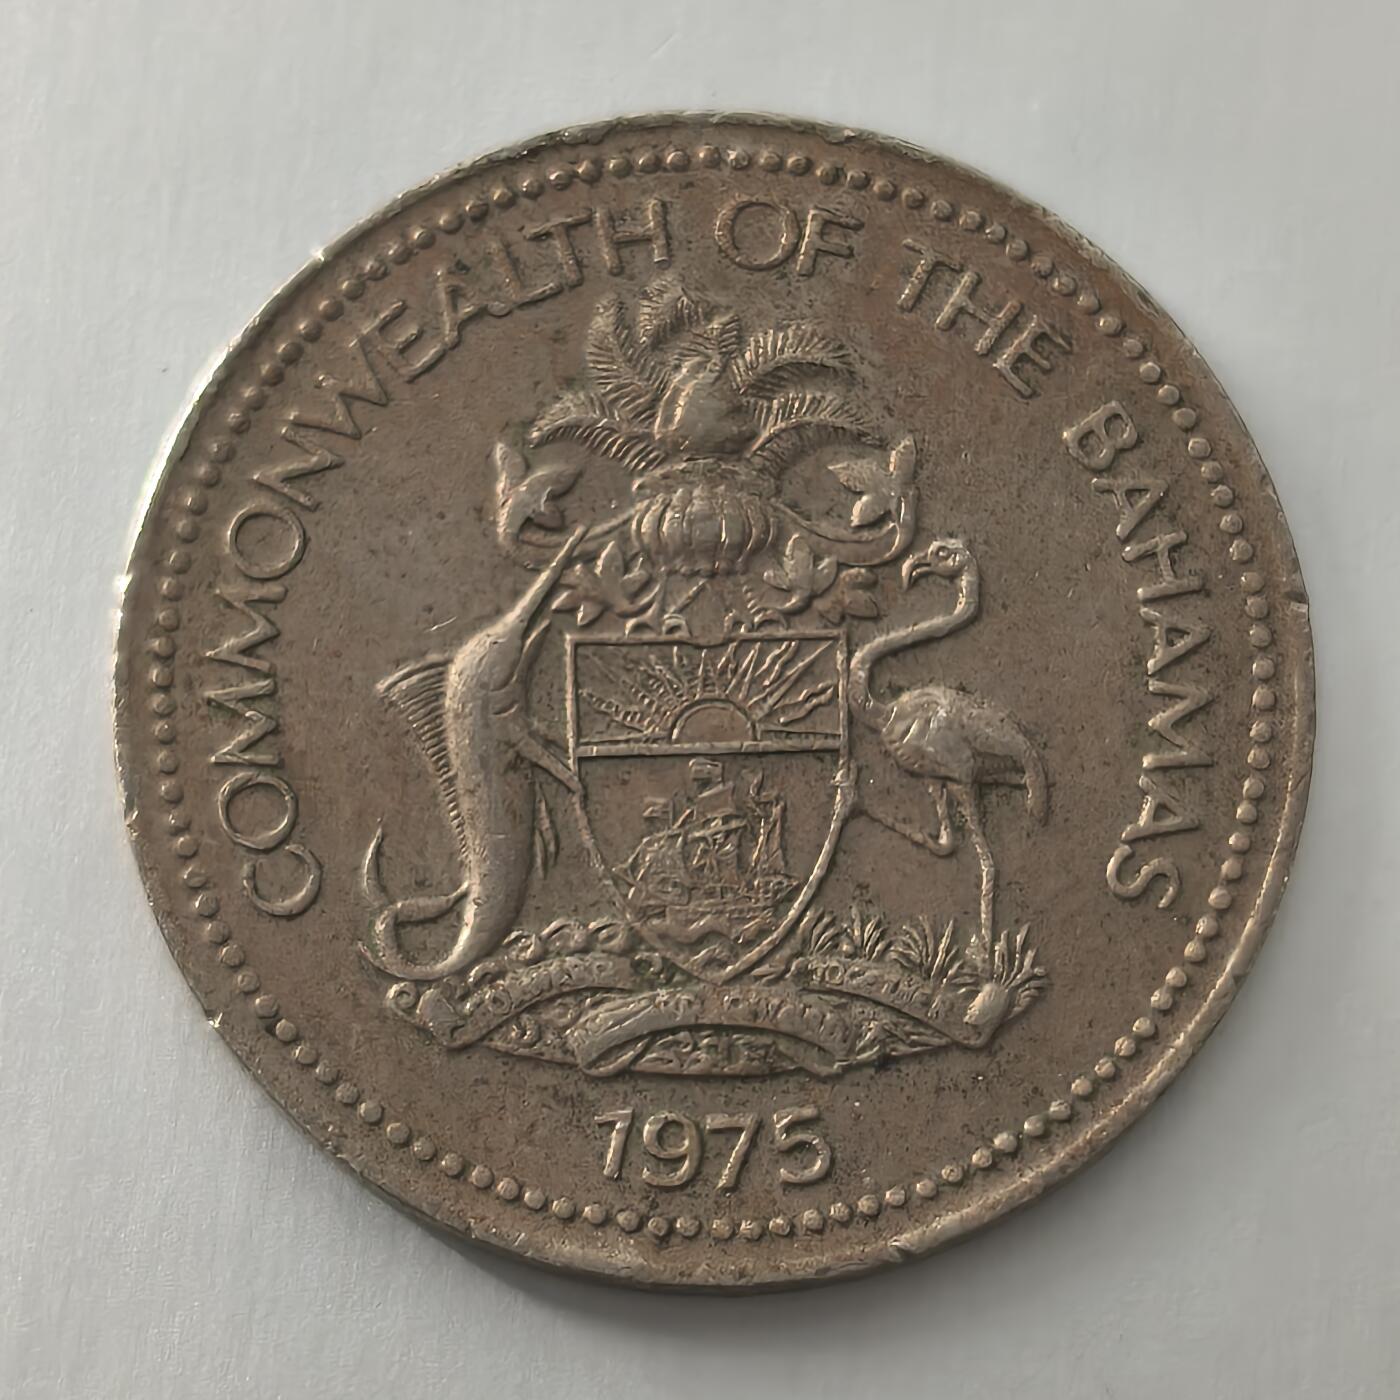 COMMONWEALTH OF THE BAHAMAS
1975